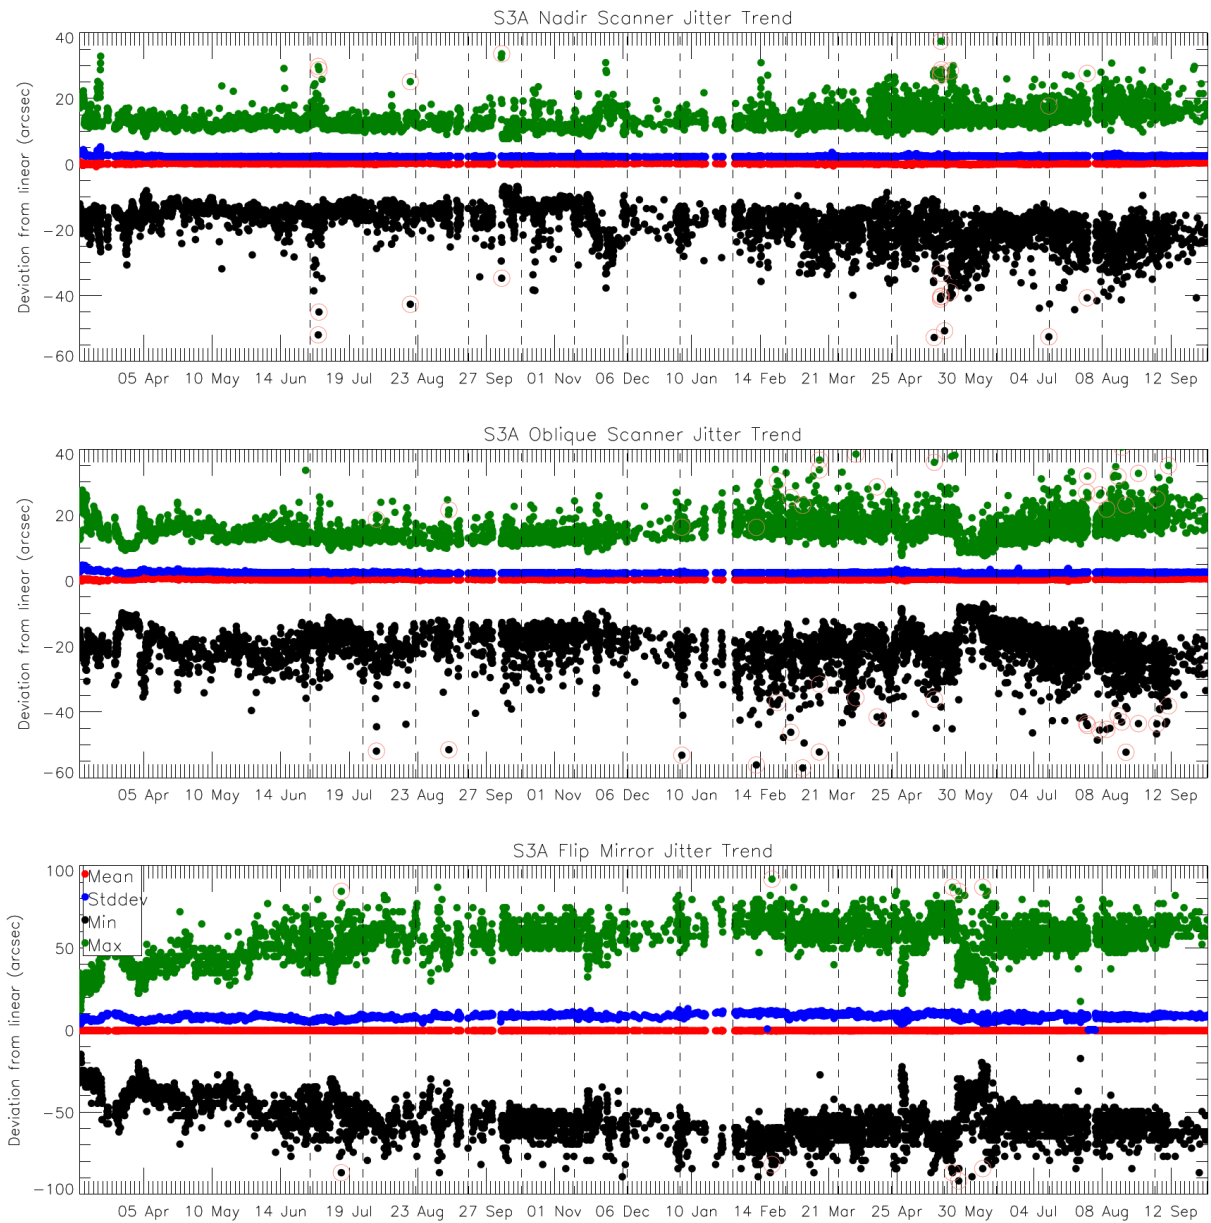 S3A Nadir Scanner Jitter Trend
Deviation from linear (arcsec)
40
20
0
-20
-40
-60
05 Apr 10 May 14 Jun 19 Jul 23 Aug 27 Sep 01 Nov 06 Dec 10 Jan 14 Feb 21 Mar 25 Apr 30 May 04 Jul 08 Aug 12 Sep
S3A Oblique Scanner Jitter Trend
Deviation from linear (arcsec)
40
20
0
-20
-40
-60
05 Apr 10 May 14 Jun 19 Jul 23 Aug 27 Sep 01 Nov 06 Dec 10 Jan 14 Feb 21 Mar 25 Apr 30 May 04 Jul 08 Aug 12 Sep
S3A Flip Mirror Jitter Trend
Deviation from linear (arcsec)
100
50
0
-50
-100
Mean
Stddev
Min
Max
05 Apr 10 May 14 Jun 19 Jul 23 Aug 27 Sep 01 Nov 06 Dec 10 Jan 14 Feb 21 Mar 25 Apr 30 May 04 Jul 08 Aug 12 Sep